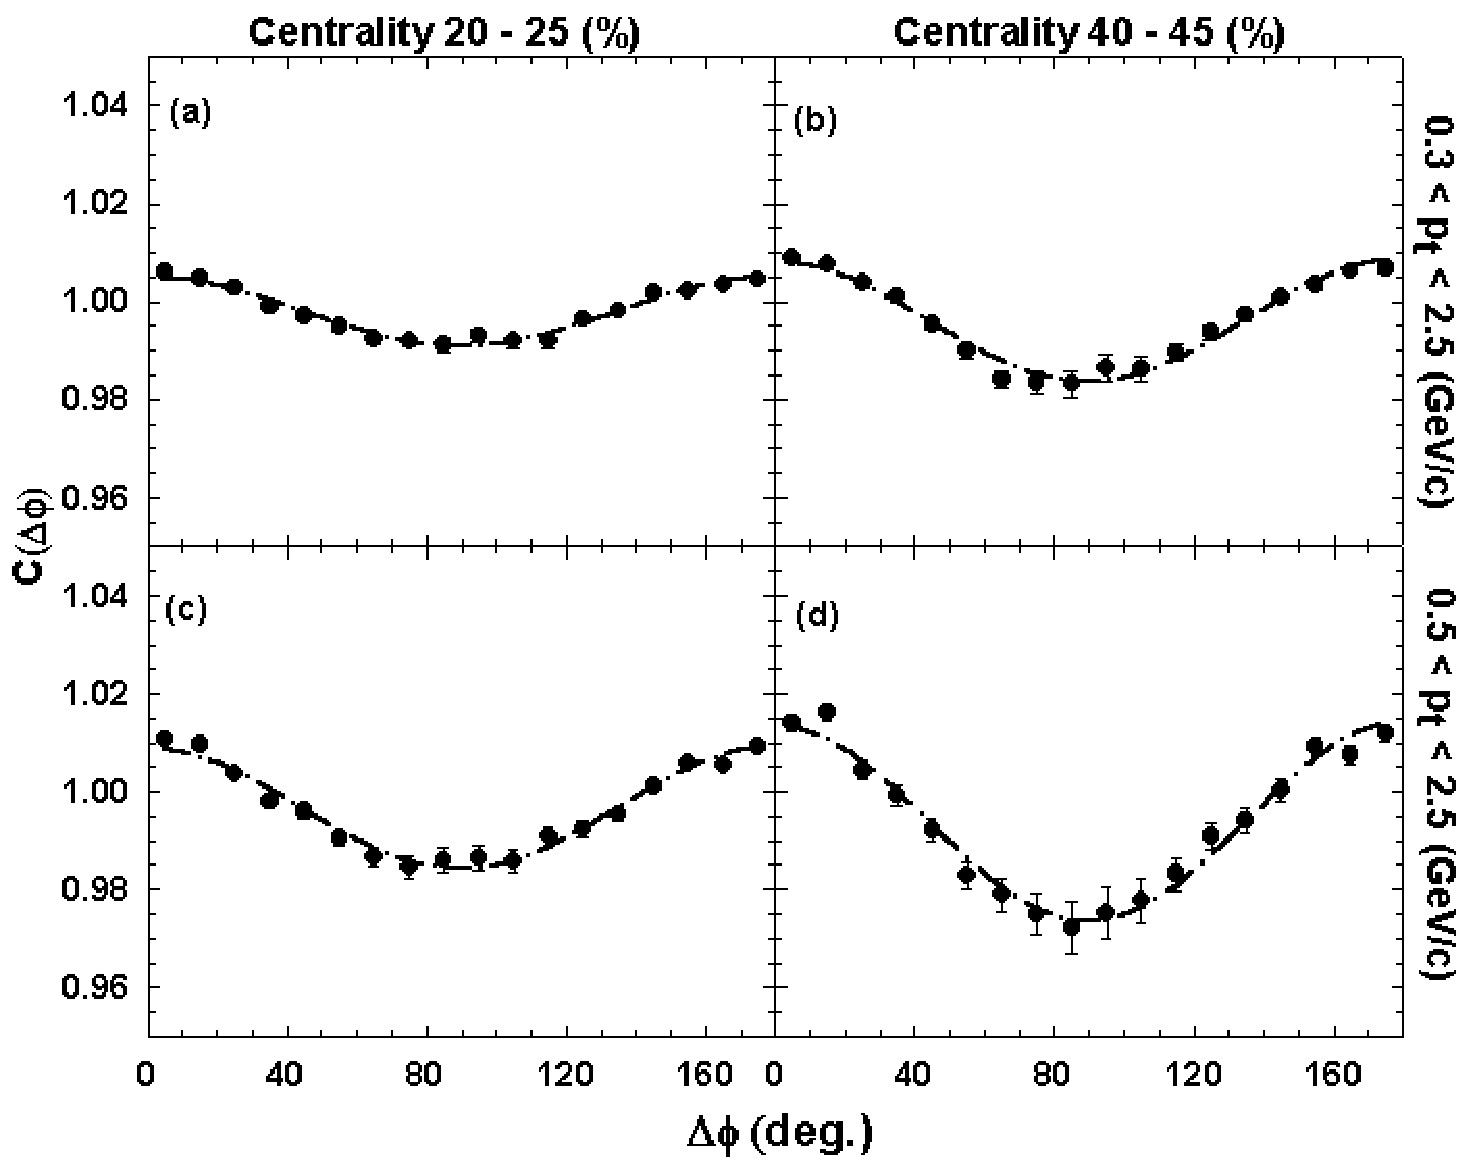 Centrality 20 - 25 (%)
Centrality 40 - 45 (%)
(a)
(b)
1.04
1.02
1.00
0.98
0.96
0.3 < pt < 2.5 (GeV/c)
C(Δϕ)
(c)
(d)
1.04
1.02
1.00
0.98
0.96
0.5 < pt < 2.5 (GeV/c)
0 40 80 120 160 0 40 80 120 160
Δϕ (deg.)